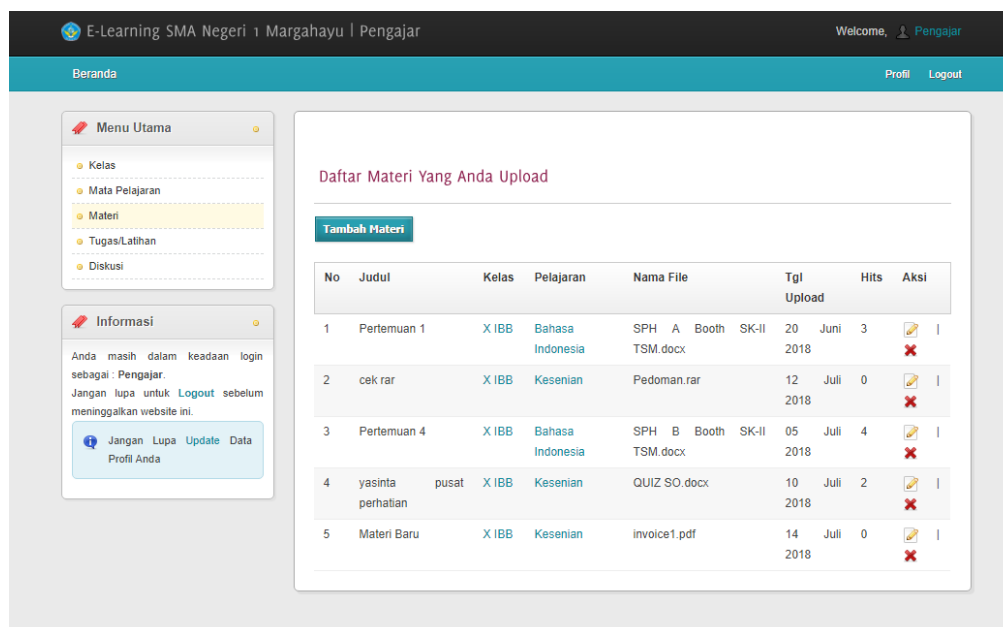 E-Learning SMA Negeri 1 Margahayu | Pengajar
Welcome, Pengajar
Beranda
Profil Logout
Menu Utama
Kelas
Mata Pelajaran
Materi
Tugas/Latihan
Diskusi
Informasi
Anda masih dalam keadaan login
sebagai : Pengajar.
Jangan lupa untuk Logout sebelum
meninggalkan website ini.
Jangan Lupa Update Data
Profil Anda
Daftar Materi Yang Anda Upload
Tambah Materi
No Judul Kelas Pelajaran Nama File Tgl Hits Aksi
Upload
1 Pertemuan 1 X IBB Bahasa SPH A Booth SK-II 20 Juni 3 |
Indonesia TSM.docx 2018
2 cek rar X IBB Kesenian Pedoman.rar 12 Juli 0 |
2018
3 Pertemuan 4 X IBB Bahasa SPH B Booth SK-II 05 Juli 4 |
Indonesia TSM.docx 2018
4 yasinta pusat X IBB Kesenian QUIZ SO.docx 10 Juli 2 |
perhatian 2018
5 Materi Baru X IBB Kesenian invoice1.pdf 14 Juli 0 |
2018